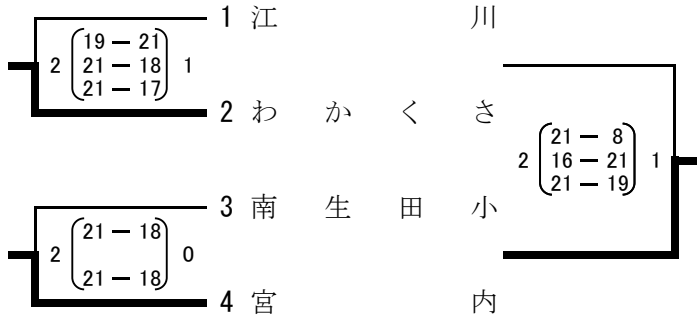 1 江川
2 (19 - 21
21 - 18
21 - 17) 1
2 わかくさ
2 (21 - 8
16 - 21
21 - 19) 1
3 南生田小
2 (21 - 18
21 - 18) 0
4 宮内